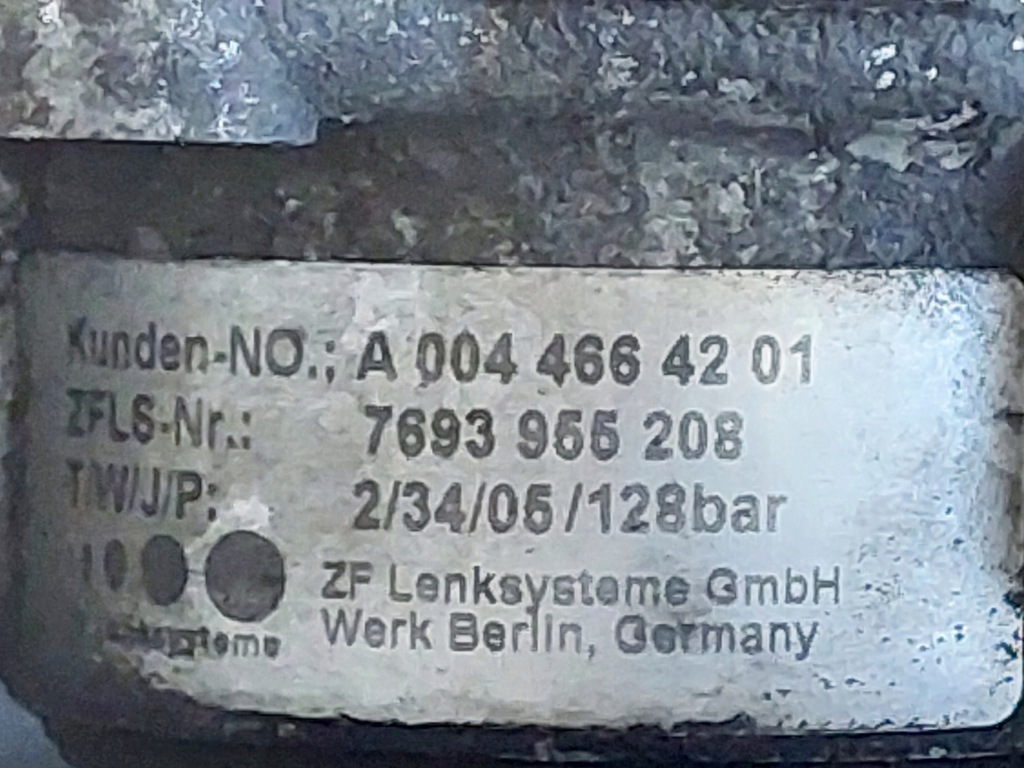 Kunden-NO.: A 004 466 42 01
ZFLS-Nr.: 7693 955 208
T/W/J/P: 2/34/05/128bar
ZF Lenksysteme GmbH
Werk Berlin, Germany